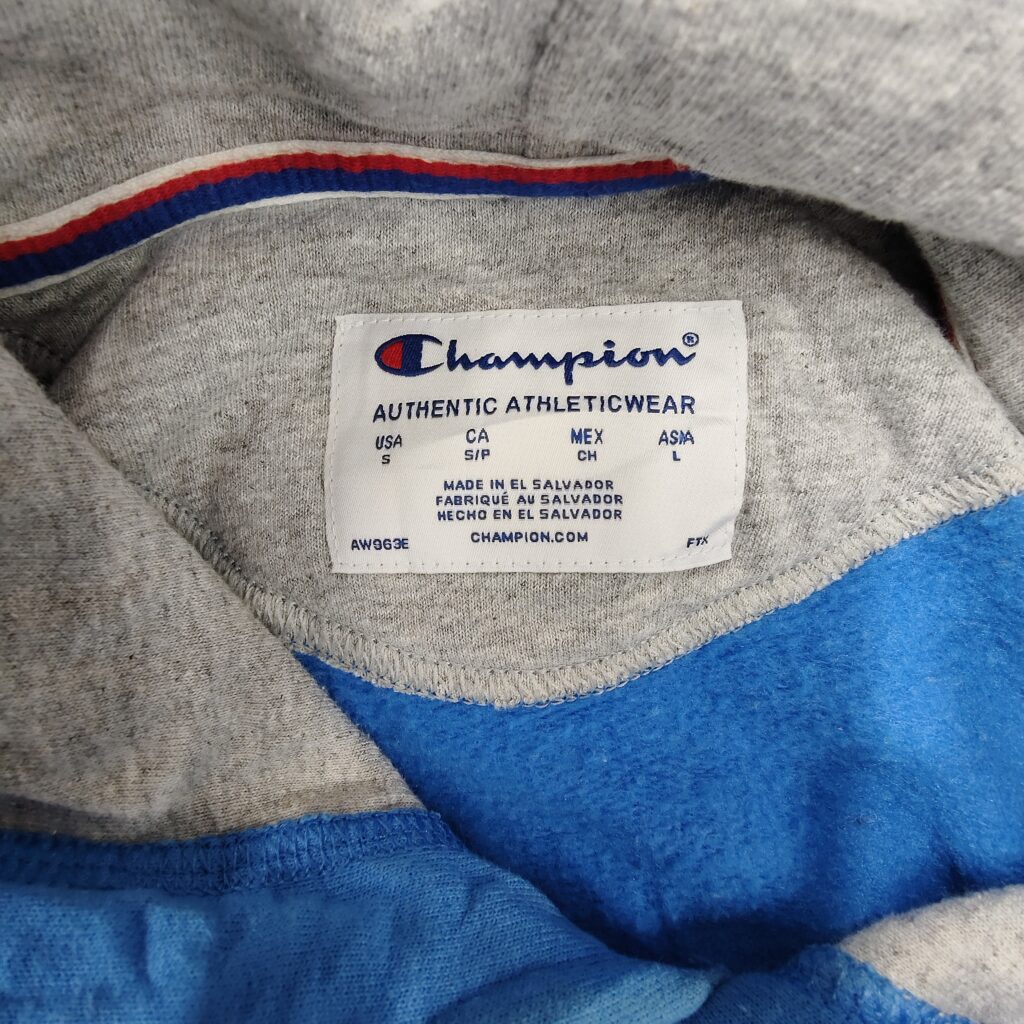 Champion®
AUTHENTIC ATHLETICWEAR
USA CA MEX ASIA
S S/P CH L
MADE IN EL SALVADOR
FABRIQUÉ AU SALVADOR
HECHO EN EL SALVADOR
AW963E CHAMPION.COM FTX